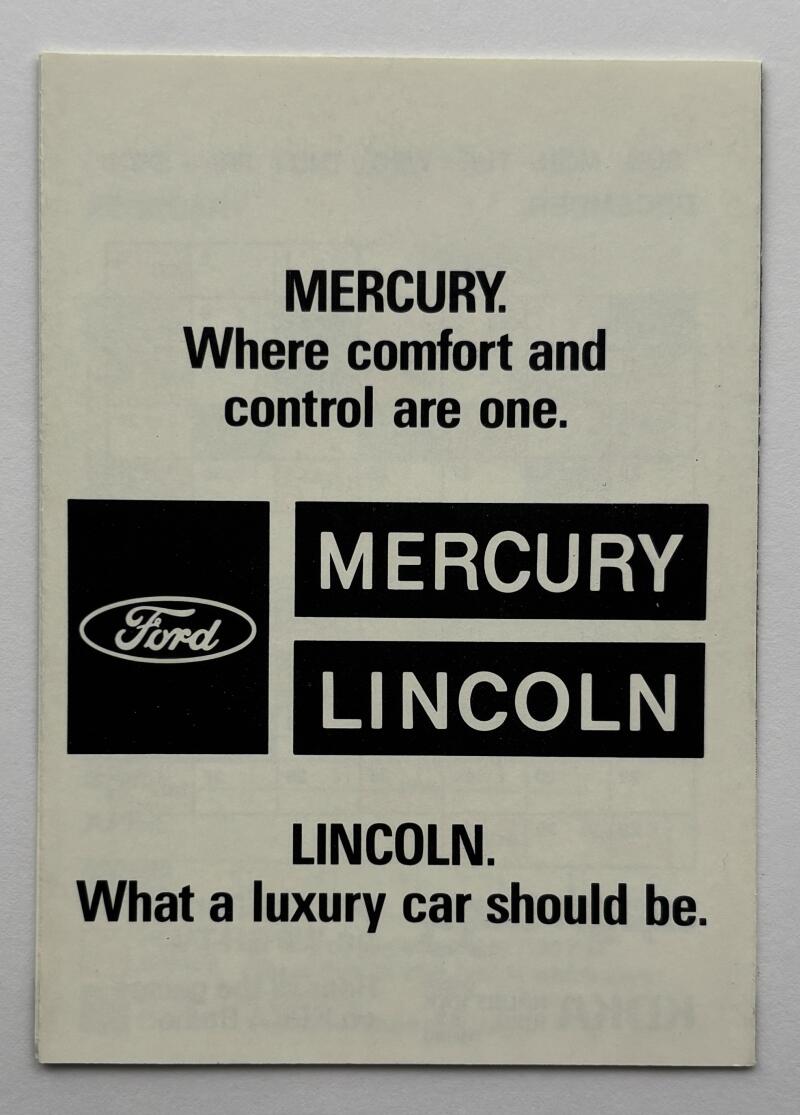 MERCURY.
Where comfort and
control are one.
Ford
MERCURY
LINCOLN
LINCOLN.
What a luxury car should be.